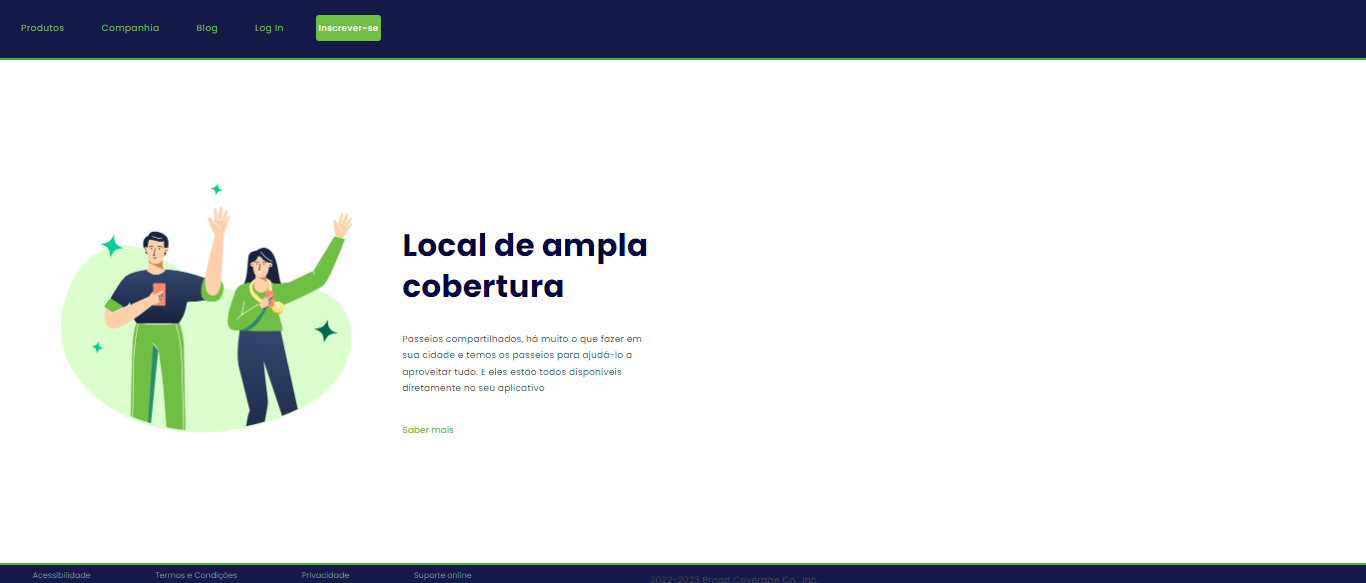 Produtos Companhia Blog Log In Inscrever-se
Local de ampla
cobertura
Passeios compartilhados, há muito o que fazer em
sua cidade e temos os passeios para ajudá-lo a
aproveitar tudo. E eles estão todos disponíveis
diretamente no seu aplicativo
Saber mais
Acessibilidade Termos e Condições Privacidade Suporte online
2022-2023 Broad Coverage Co., Inc.